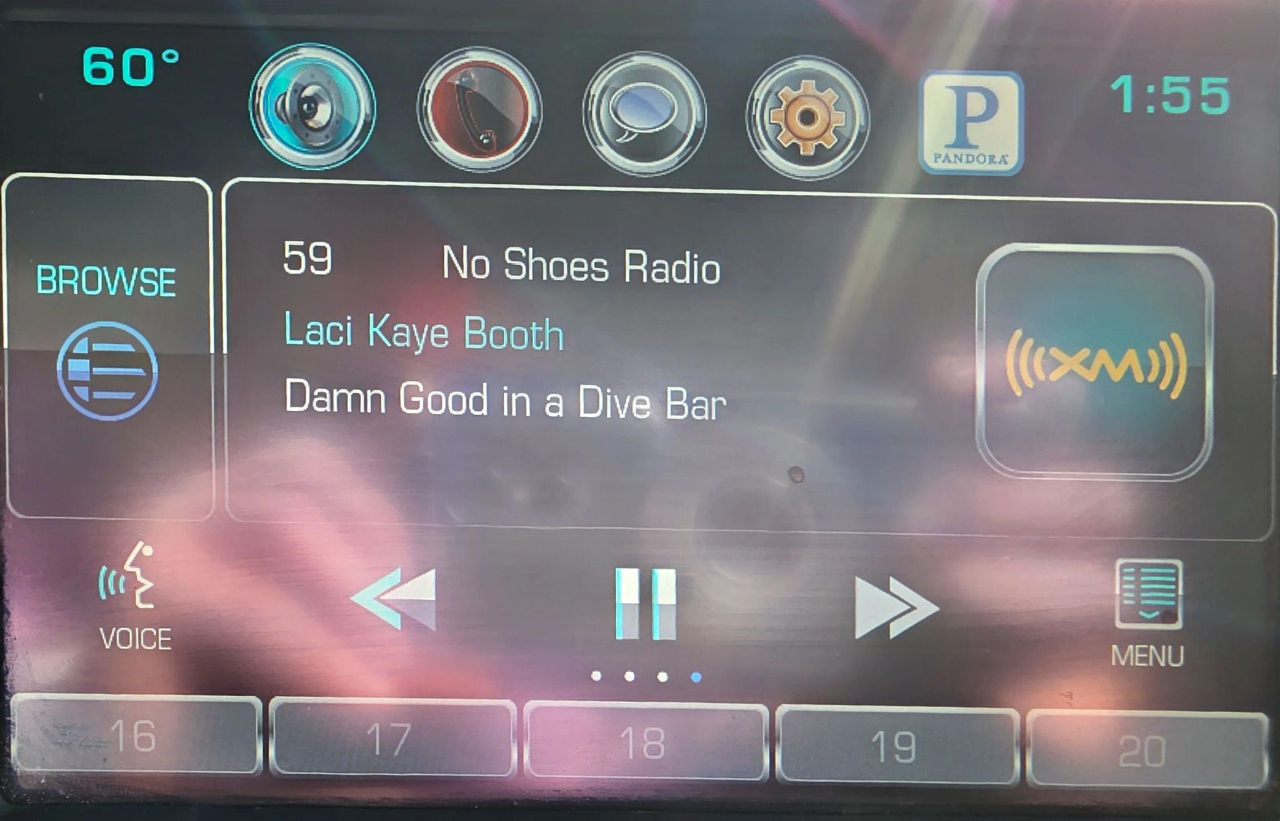 60°
PANDORA
1:55
BROWSE
59 No Shoes Radio
Laci Kaye Booth
Damn Good in a Dive Bar
XM
VOICE
MENU
16 17 18 19 20